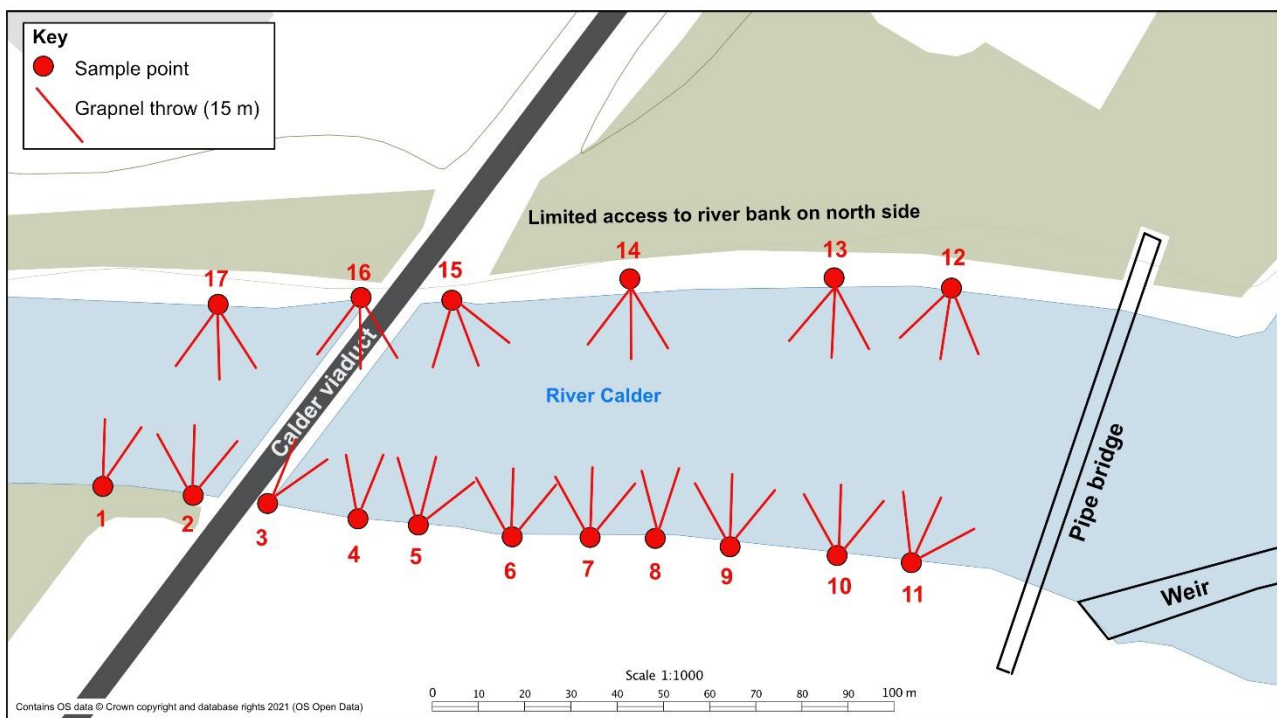 Key
Sample point
Grapnel throw (15 m)
Limited access to river bank on north side
17
16
15
14
13
12
Calder viaduct
River Calder
Pipe bridge
Weir
1
2
3
4
5
6
7
8
9
10
11
Scale 1:1000
0 10 20 30 40 50 60 70 80 90 100 m
Contains OS data © Crown copyright and database rights 2021 (OS Open Data)